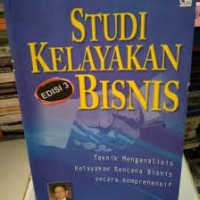 STUDI
KELAYAKAN
EDISI 3
BISNIS
Teknik Menganalisis
Kelayakan Rencana Bisnis
secara Komprehensif